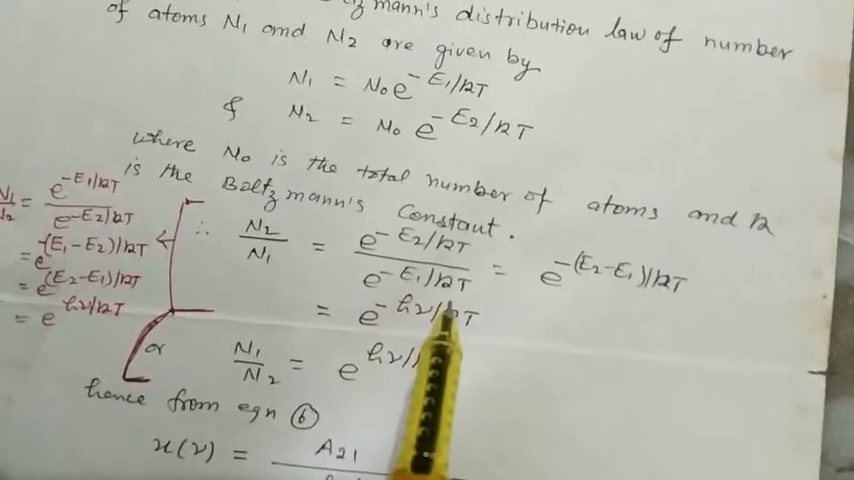 Boltzmann's distribution law of number
of atoms N₁ and N₂ are given by
N₁ = N₀ e^{-E₁/kT}
& N₂ = N₀ e^{-E₂/kT}
where N₀ is the total number of atoms and k
is the Boltzmann's Constant.
∴ N₂/N₁ = e^{-E₂/kT} / e^{-E₁/kT} = e^{-(E₂-E₁)/kT}
= e^{-hν/kT}
or N₁/N₂ = e^{hν/
hence from eqn ⑥
u(ν) = A₂₁
N₁/N₂ = e^{-E₁/kT} / e^{-E₂/kT}
= e^{-(E₁-E₂)/kT}
= e^{(E₂-E₁)/kT}
= e^{hν/kT}